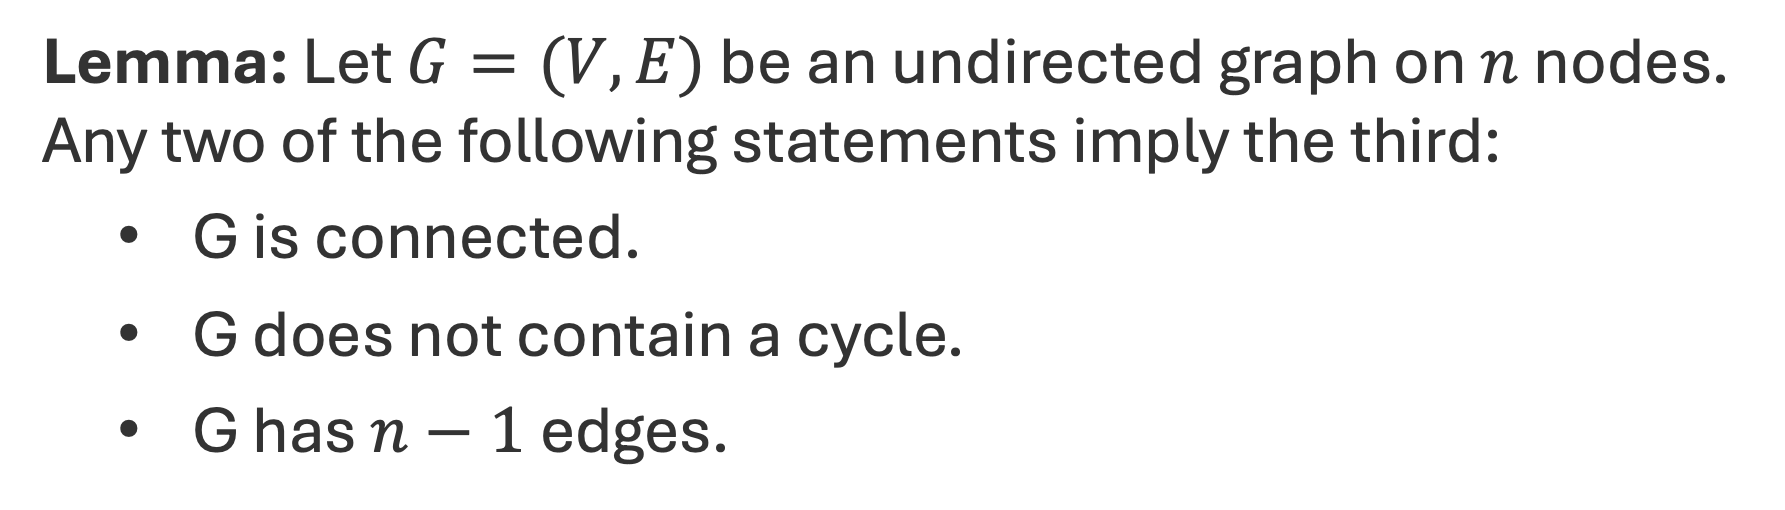 Lemma: Let G = (V, E) be an undirected graph on n nodes.
Any two of the following statements imply the third:
• G is connected.
• G does not contain a cycle.
• G has n − 1 edges.